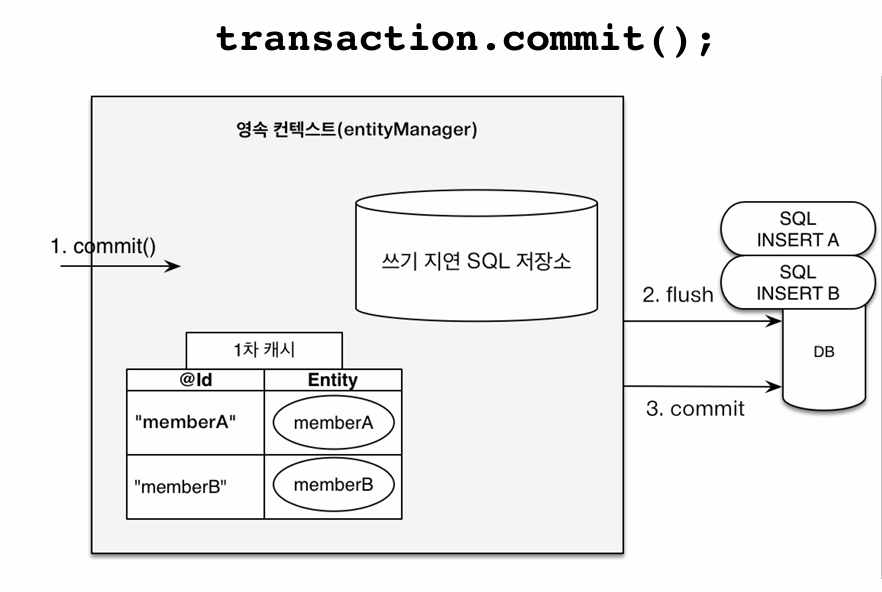 transaction.commit();
영속 컨텍스트(entityManager)
1. commit()
쓰기 지연 SQL 저장소
SQL
INSERT A
SQL
INSERT B
2. flush
DB
3. commit
1차 캐시
@Id Entity
"memberA" memberA
"memberB" memberB